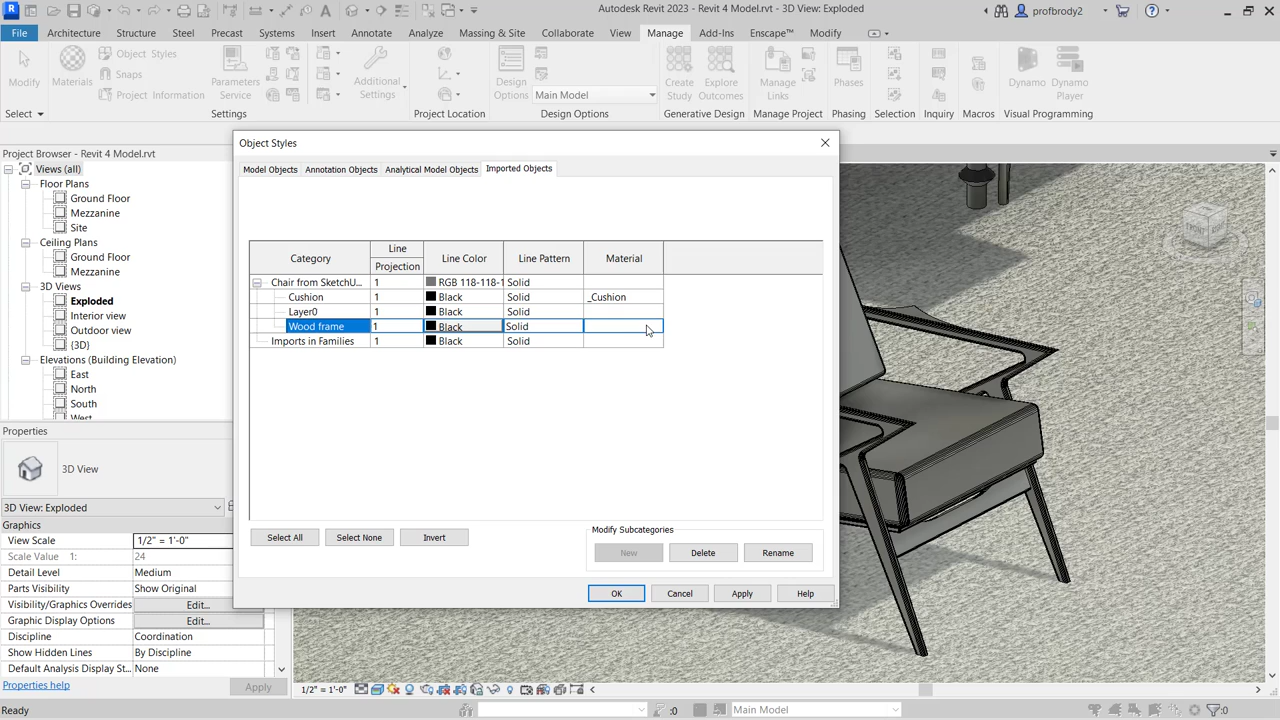 Autodesk Revit 2023 - Revit 4 Model.rvt - 3D View: Exploded
profbrody2
File Architecture Structure Steel Precast Systems Insert Annotate Analyze Massing & Site Collaborate View Manage Add-Ins Enscape™ Modify
Modify
Materials
Object Styles
Snaps
Project Information
Parameters Service
Additional Settings
Design Options
Main Model
Create Study
Explore Outcomes
Manage Links
Phases
Dynamo
Dynamo Player
Select Settings Project Location Design Options Generative Design Manage Project Phasing Selection Inquiry Macros Visual Programming
Project Browser - Revit 4 Model.rvt
Views (all)
Floor Plans
Ground Floor
Mezzanine
Site
Ceiling Plans
Ground Floor
Mezzanine
3D Views
Exploded
Interior view
Outdoor view
{3D}
Elevations (Building Elevation)
East
North
South
West
Properties
3D View
3D View: Exploded
Graphics
View Scale 1/2" = 1'-0"
Scale Value 1: 24
Detail Level Medium
Parts Visibility Show Original
Visibility/Graphics Overrides Edit...
Graphic Display Options Edit...
Discipline Coordination
Show Hidden Lines By Discipline
Default Analysis Display St... None
Properties help Apply
Object Styles
Model Objects Annotation Objects Analytical Model Objects Imported Objects
Category Line Projection Line Color Line Pattern Material
Chair from SketchU... 1 RGB 118-118-1 Solid
Cushion 1 Black Solid _Cushion
Layer0 1 Black Solid
Wood frame 1 Black Solid
Imports in Families 1 Black Solid
Select All Select None Invert
Modify Subcategories
New Delete Rename
OK Cancel Apply Help
FRONT
1/2" = 1'-0"
Ready
:0
Main Model
:0